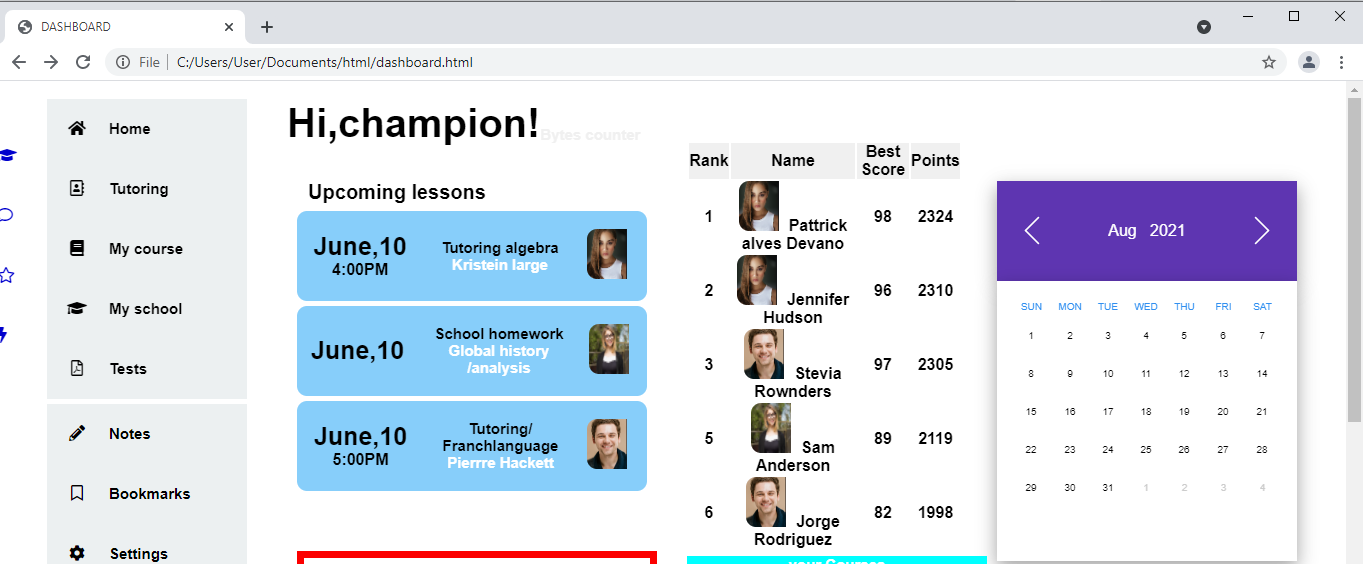 DASHBOARD
File
C:/Users/User/Documents/html/dashboard.html
Home
Tutoring
My course
My school
Tests
Notes
Bookmarks
Settings
Hi,champion!
Bytes counter
Upcoming lessons
June,10
4:00PM
Tutoring algebra
Kristein large
June,10
School homework
Global history
/analysis
June,10
5:00PM
Tutoring/
Franchlanguage
Pierrre Hackett
Rank Name Best Score Points
1 Pattrick 98 2324
alves Devano
2 Jennifer 96 2310
Hudson
3 Stevia 97 2305
Rownders
5 Sam 89 2119
Anderson
6 Jorge 82 1998
Rodriguez
your Courses
Aug 2021
SUN MON TUE WED THU FRI SAT
1 2 3 4 5 6 7
8 9 10 11 12 13 14
15 16 17 18 19 20 21
22 23 24 25 26 27 28
29 30 31 1 2 3 4